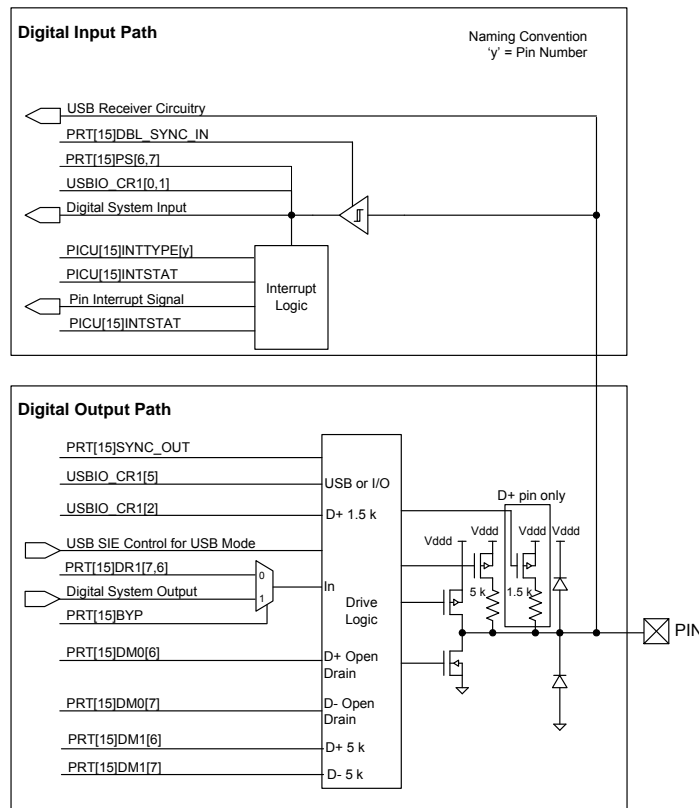 Digital Input Path
Naming Convention
‘y’ = Pin Number
USB Receiver Circuitry
PRT[15]DBL_SYNC_IN
PRT[15]PS[6,7]
USBIO_CR1[0,1]
Digital System Input
PICU[15]INTTYPE[y]
PICU[15]INTSTAT
Interrupt
Logic
Pin Interrupt Signal
PICU[15]INTSTAT
Digital Output Path
PRT[15]SYNC_OUT
USBIO_CR1[5]
USB or I/O
USBIO_CR1[2]
D+ 1.5 k
D+ pin only
USB SIE Control for USB Mode
Vddd
Vddd
Vddd
Vddd
PRT[15]DR1[7,6]
0
Digital System Output
1
In
PRT[15]BYP
Drive
Logic
5 k
1.5 k
PIN
PRT[15]DM0[6]
D+ Open
Drain
PRT[15]DM0[7]
D- Open
Drain
PRT[15]DM1[6]
D+ 5 k
PRT[15]DM1[7]
D- 5 k